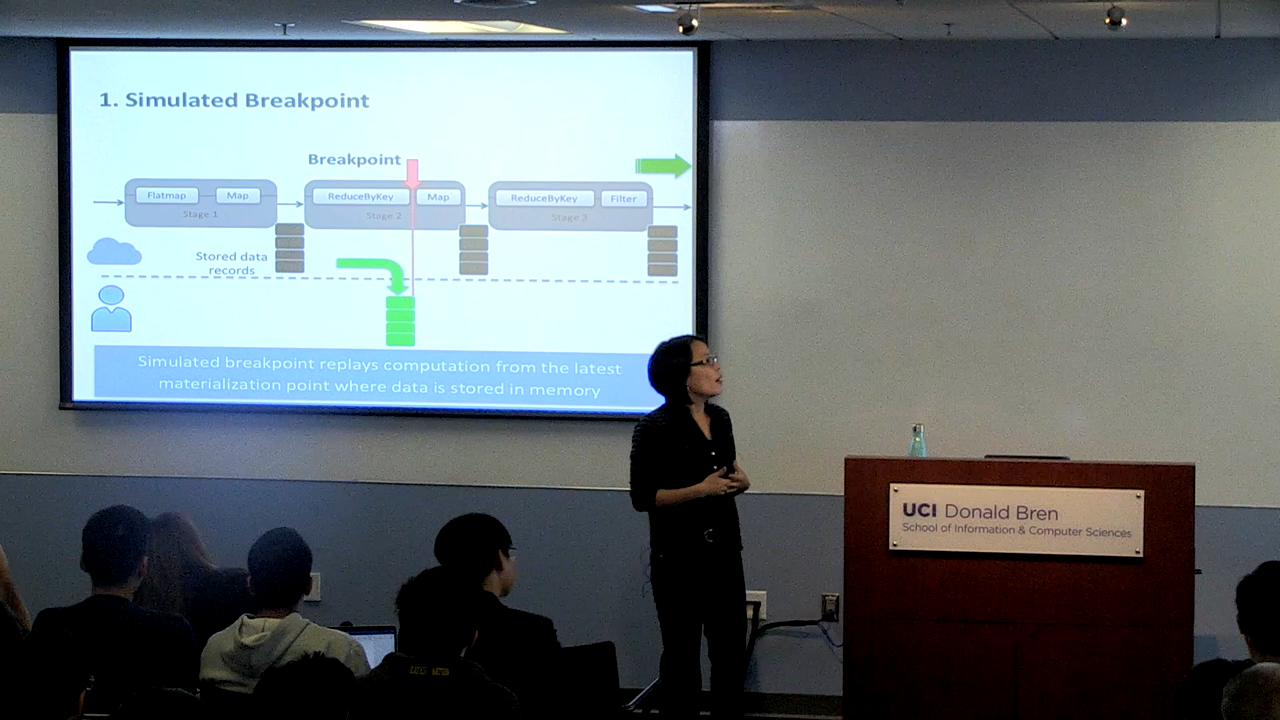 1. Simulated Breakpoint
Breakpoint
Flatmap
Map
ReduceByKey
Map
ReduceByKey
Filter
Stage 1
Stage 2
Stage 3
Stored data
records
Simulated breakpoint replays computation from the latest
materialization point where data is stored in memory
UCI Donald Bren
School of Information & Computer Sciences